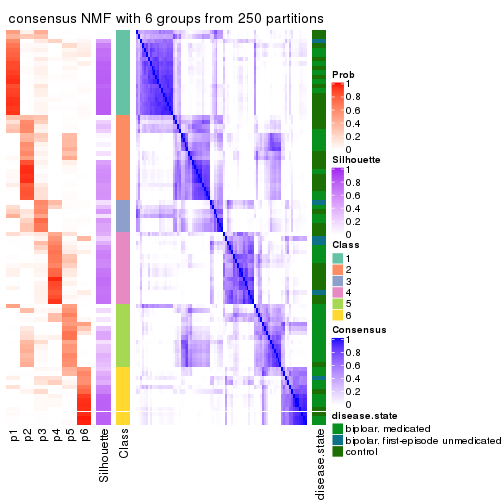 consensus NMF with 6 groups from 250 partitions
Prob
1
0.8
0.6
0.4
0.2
0
Silhouette
1
0.8
0.6
0.4
0.2
0
Class
1
2
3
4
5
6
Consensus
1
0.8
0.6
0.4
0.2
0
disease.state
biploar. medicated
bipolar. first-episode unmedicated
control
p1
p2
p3
p4
p5
p6
Silhouette
Class
disease.state